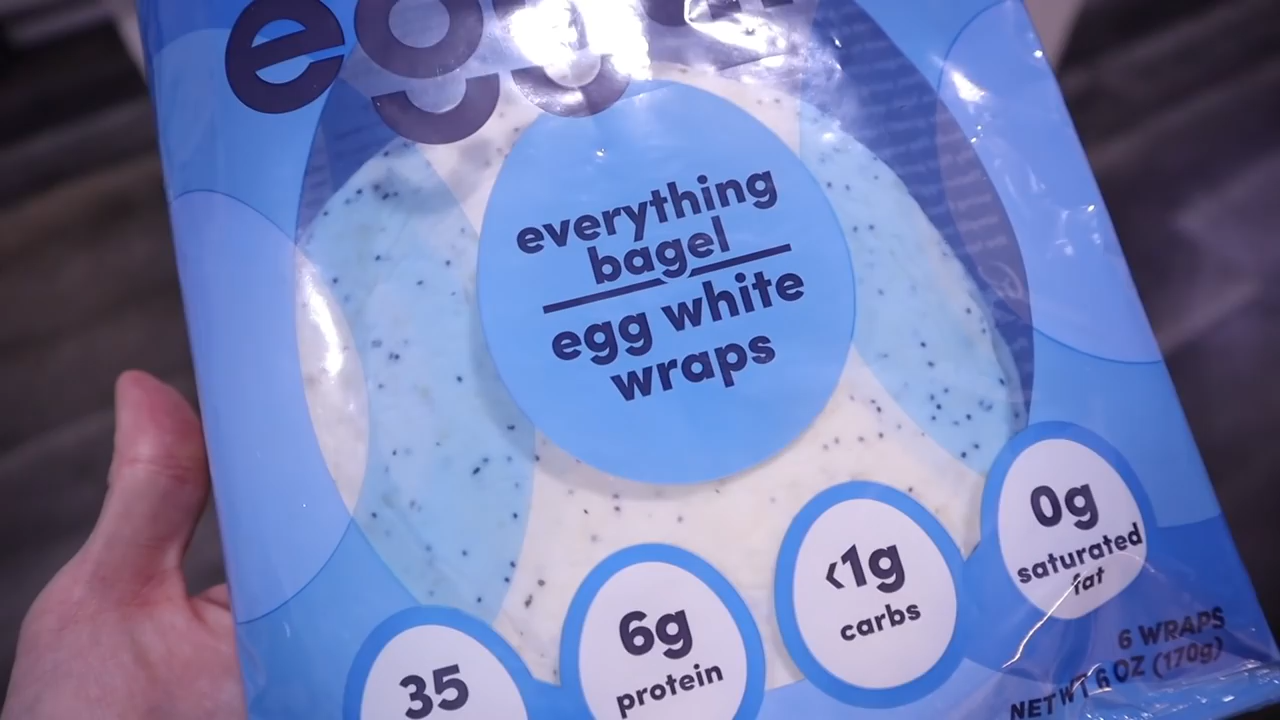 everything
bagel
egg white
wraps
35
6g
protein
<1g
carbs
0g
saturated
fat
6 WRAPS
NET WT 6 OZ (170g)